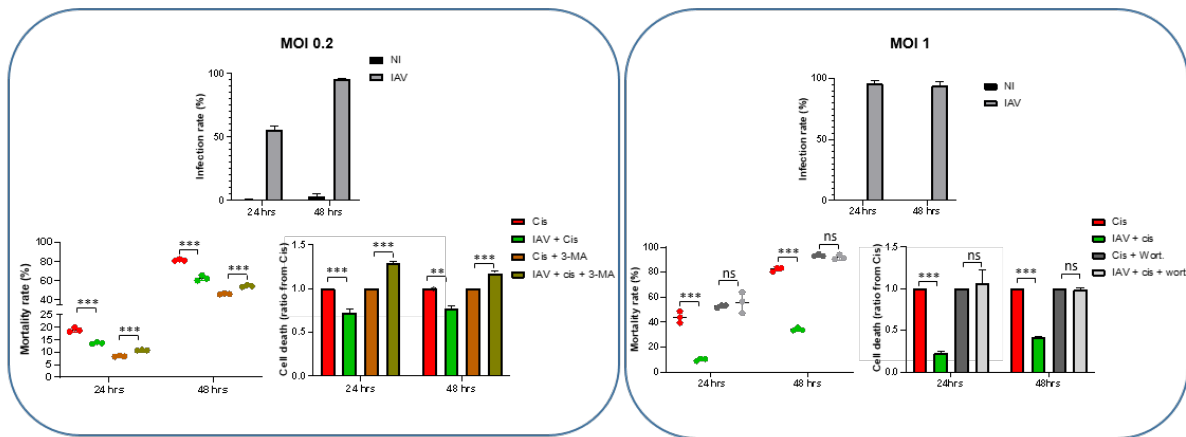 MOI 0.2
NI
IAV
Infection rate (%)
100
50
0
24 hrs
48 hrs
Cis
IAV + Cis
Cis + 3-MA
IAV + cis + 3-MA
Mortality rate (%)
100
80
60
40
25
20
15
10
5
0
***
***
***
***
24 hrs
48 hrs
Cell death (ratio from Cis)
1.5
1.0
0.5
0.0
***
***
**
***
24 hrs
48 hrs
MOI 1
NI
IAV
Infection rate (%)
100
50
0
24 hrs
48 hrs
Cis
IAV + cis
Cis + Wort.
IAV + cis + wort
Mortality rate (%)
100
80
60
40
20
0
***
ns
***
ns
24 hrs
48 hrs
Cell death (ratio from Cis)
1.5
1.0
0.5
0.0
***
ns
***
ns
24hrs
48hrs